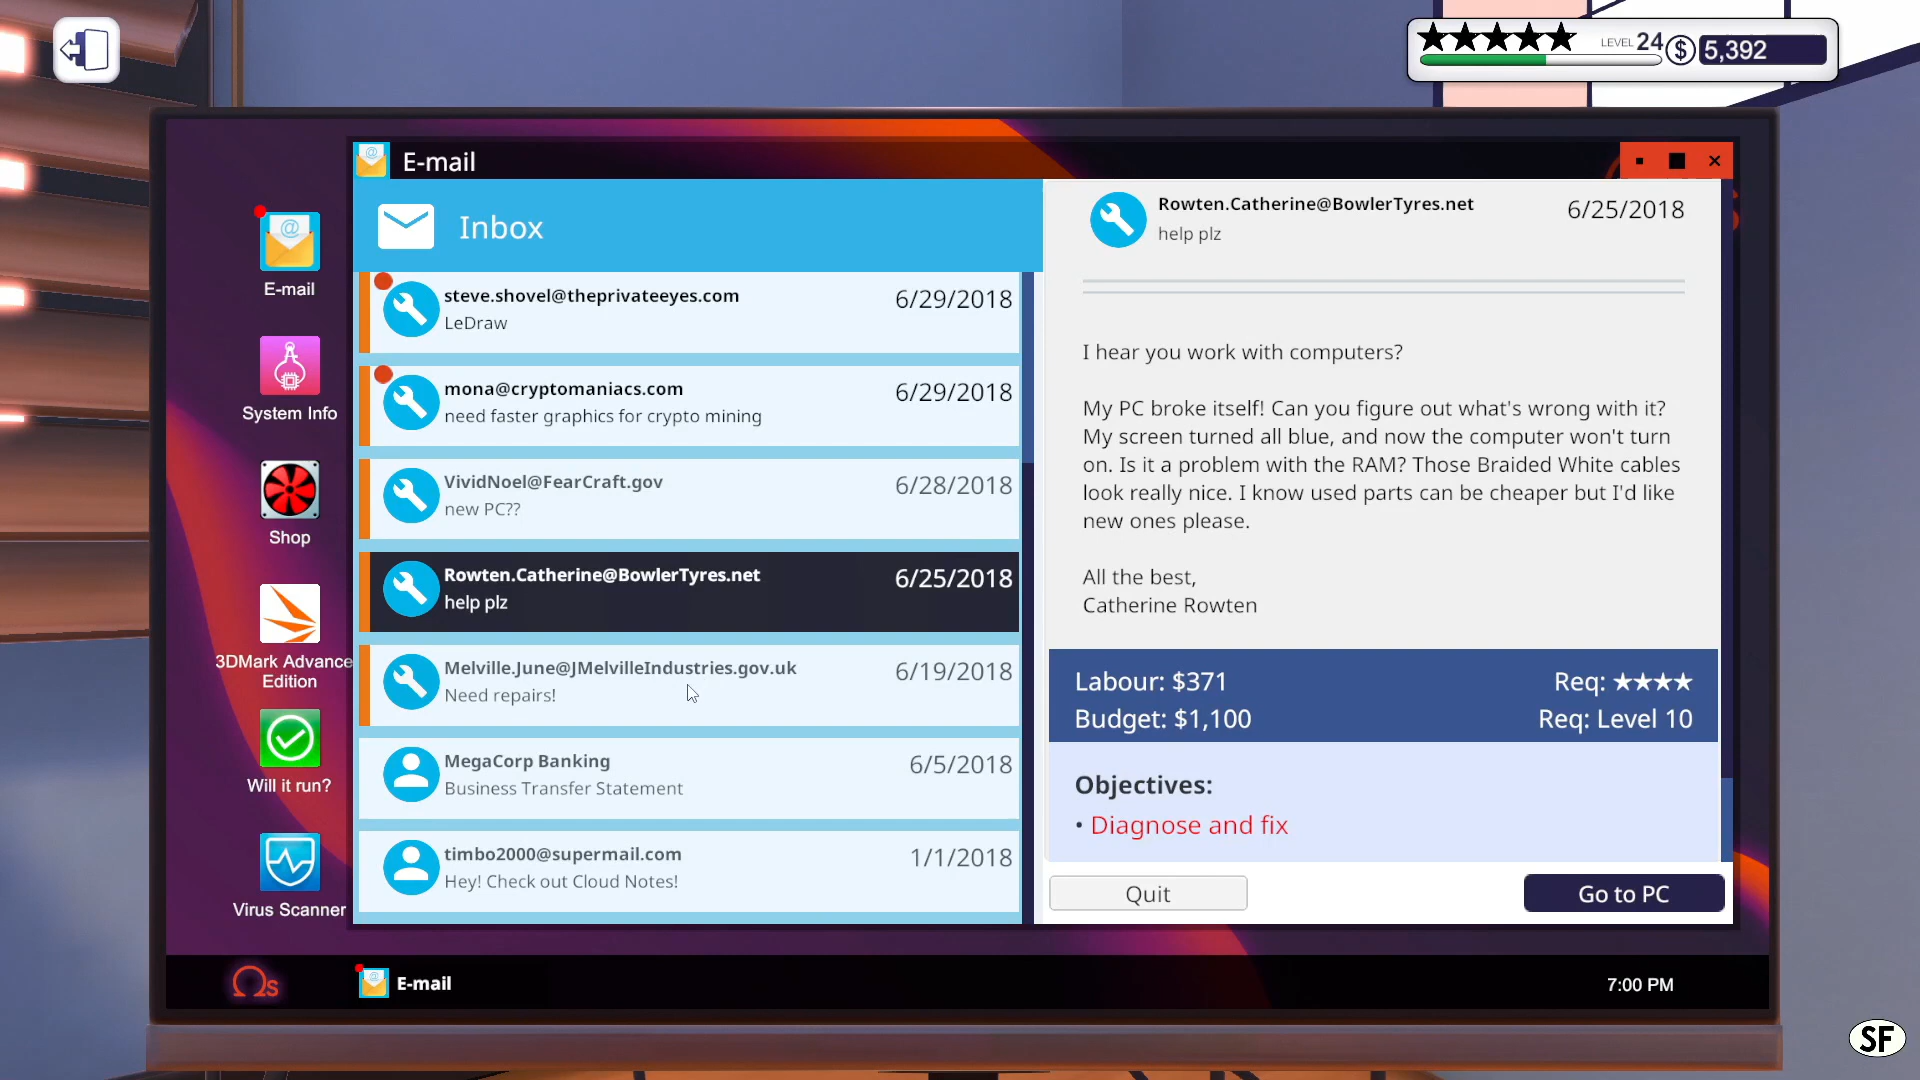 ★★★★★ LEVEL 24 $ 5,392
E-mail
Inbox
steve.shovel@theprivateeyes.com 6/29/2018
LeDraw
mona@cryptomaniacs.com 6/29/2018
need faster graphics for crypto mining
VividNoel@FearCraft.gov 6/28/2018
new PC??
Rowten.Catherine@BowlerTyres.net 6/25/2018
help plz
Melville.June@JMelvilleIndustries.gov.uk 6/19/2018
Need repairs!
MegaCorp Banking 6/5/2018
Business Transfer Statement
timbo2000@supermail.com 1/1/2018
Hey! Check out Cloud Notes!
Rowten.Catherine@BowlerTyres.net 6/25/2018
help plz
I hear you work with computers?
My PC broke itself! Can you figure out what's wrong with it?
My screen turned all blue, and now the computer won't turn
on. Is it a problem with the RAM? Those Braided White cables
look really nice. I know used parts can be cheaper but I'd like
new ones please.
All the best,
Catherine Rowten
Labour: $371 Req: ★★★★
Budget: $1,100 Req: Level 10
Objectives:
• Diagnose and fix
Quit Go to PC
E-mail
System Info
Shop
3DMark Advance
Edition
Will it run?
Virus Scanner
Ωs E-mail 7:00 PM
SF